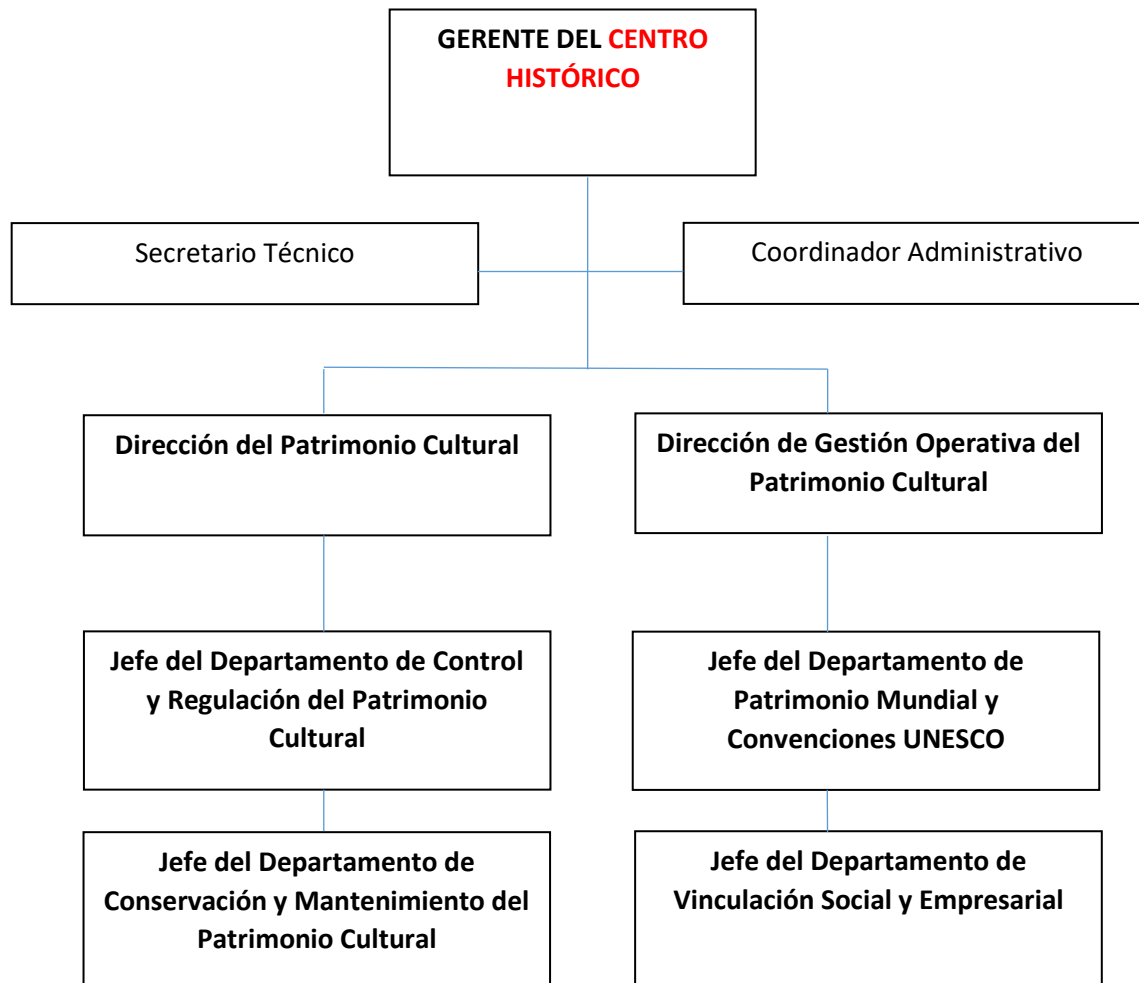 GERENTE DEL CENTRO
HISTÓRICO
Secretario Técnico
Coordinador Administrativo
Dirección del Patrimonio Cultural
Dirección de Gestión Operativa del
Patrimonio Cultural
Jefe del Departamento de Control
y Regulación del Patrimonio
Cultural
Jefe del Departamento de
Patrimonio Mundial y
Convenciones UNESCO
Jefe del Departamento de
Conservación y Mantenimiento del
Patrimonio Cultural
Jefe del Departamento de
Vinculación Social y Empresarial